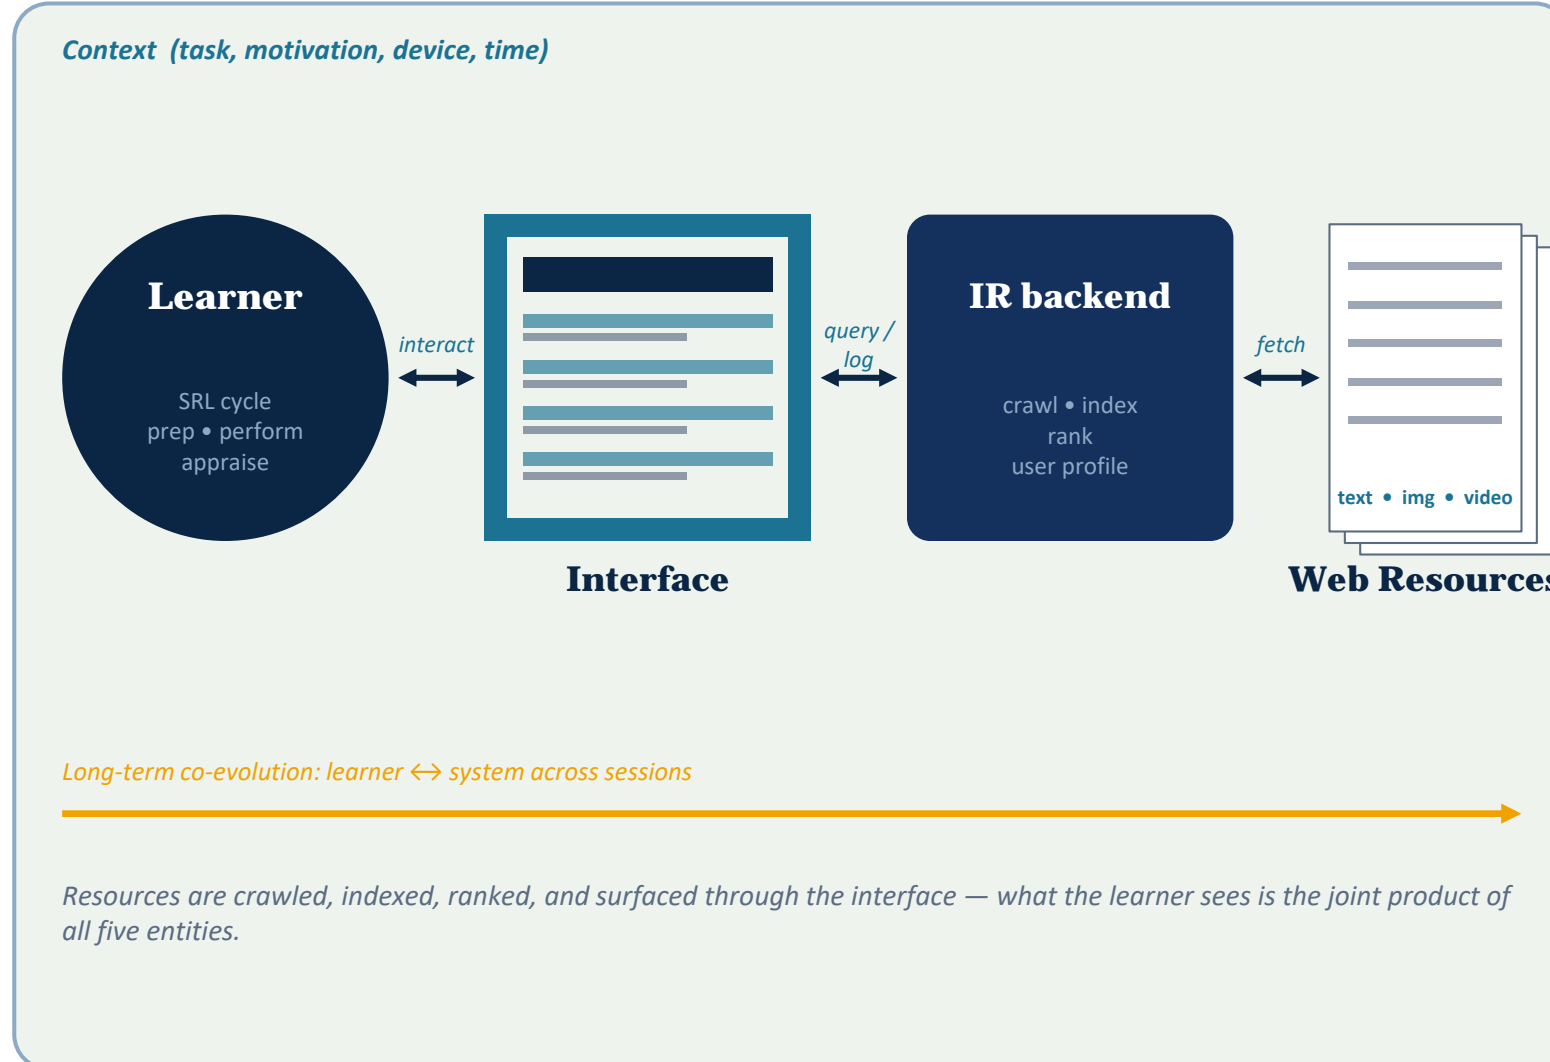 Context (task, motivation, device, time)
Learner
SRL cycle
prep • perform
appraise
interact
Interface
query /
log
IR backend
crawl • index
rank
user profile
fetch
text • img • video
Web Resources
Long-term co-evolution: learner ↔ system across sessions
Resources are crawled, indexed, ranked, and surfaced through the interface — what the learner sees is the joint product of
all five entities.